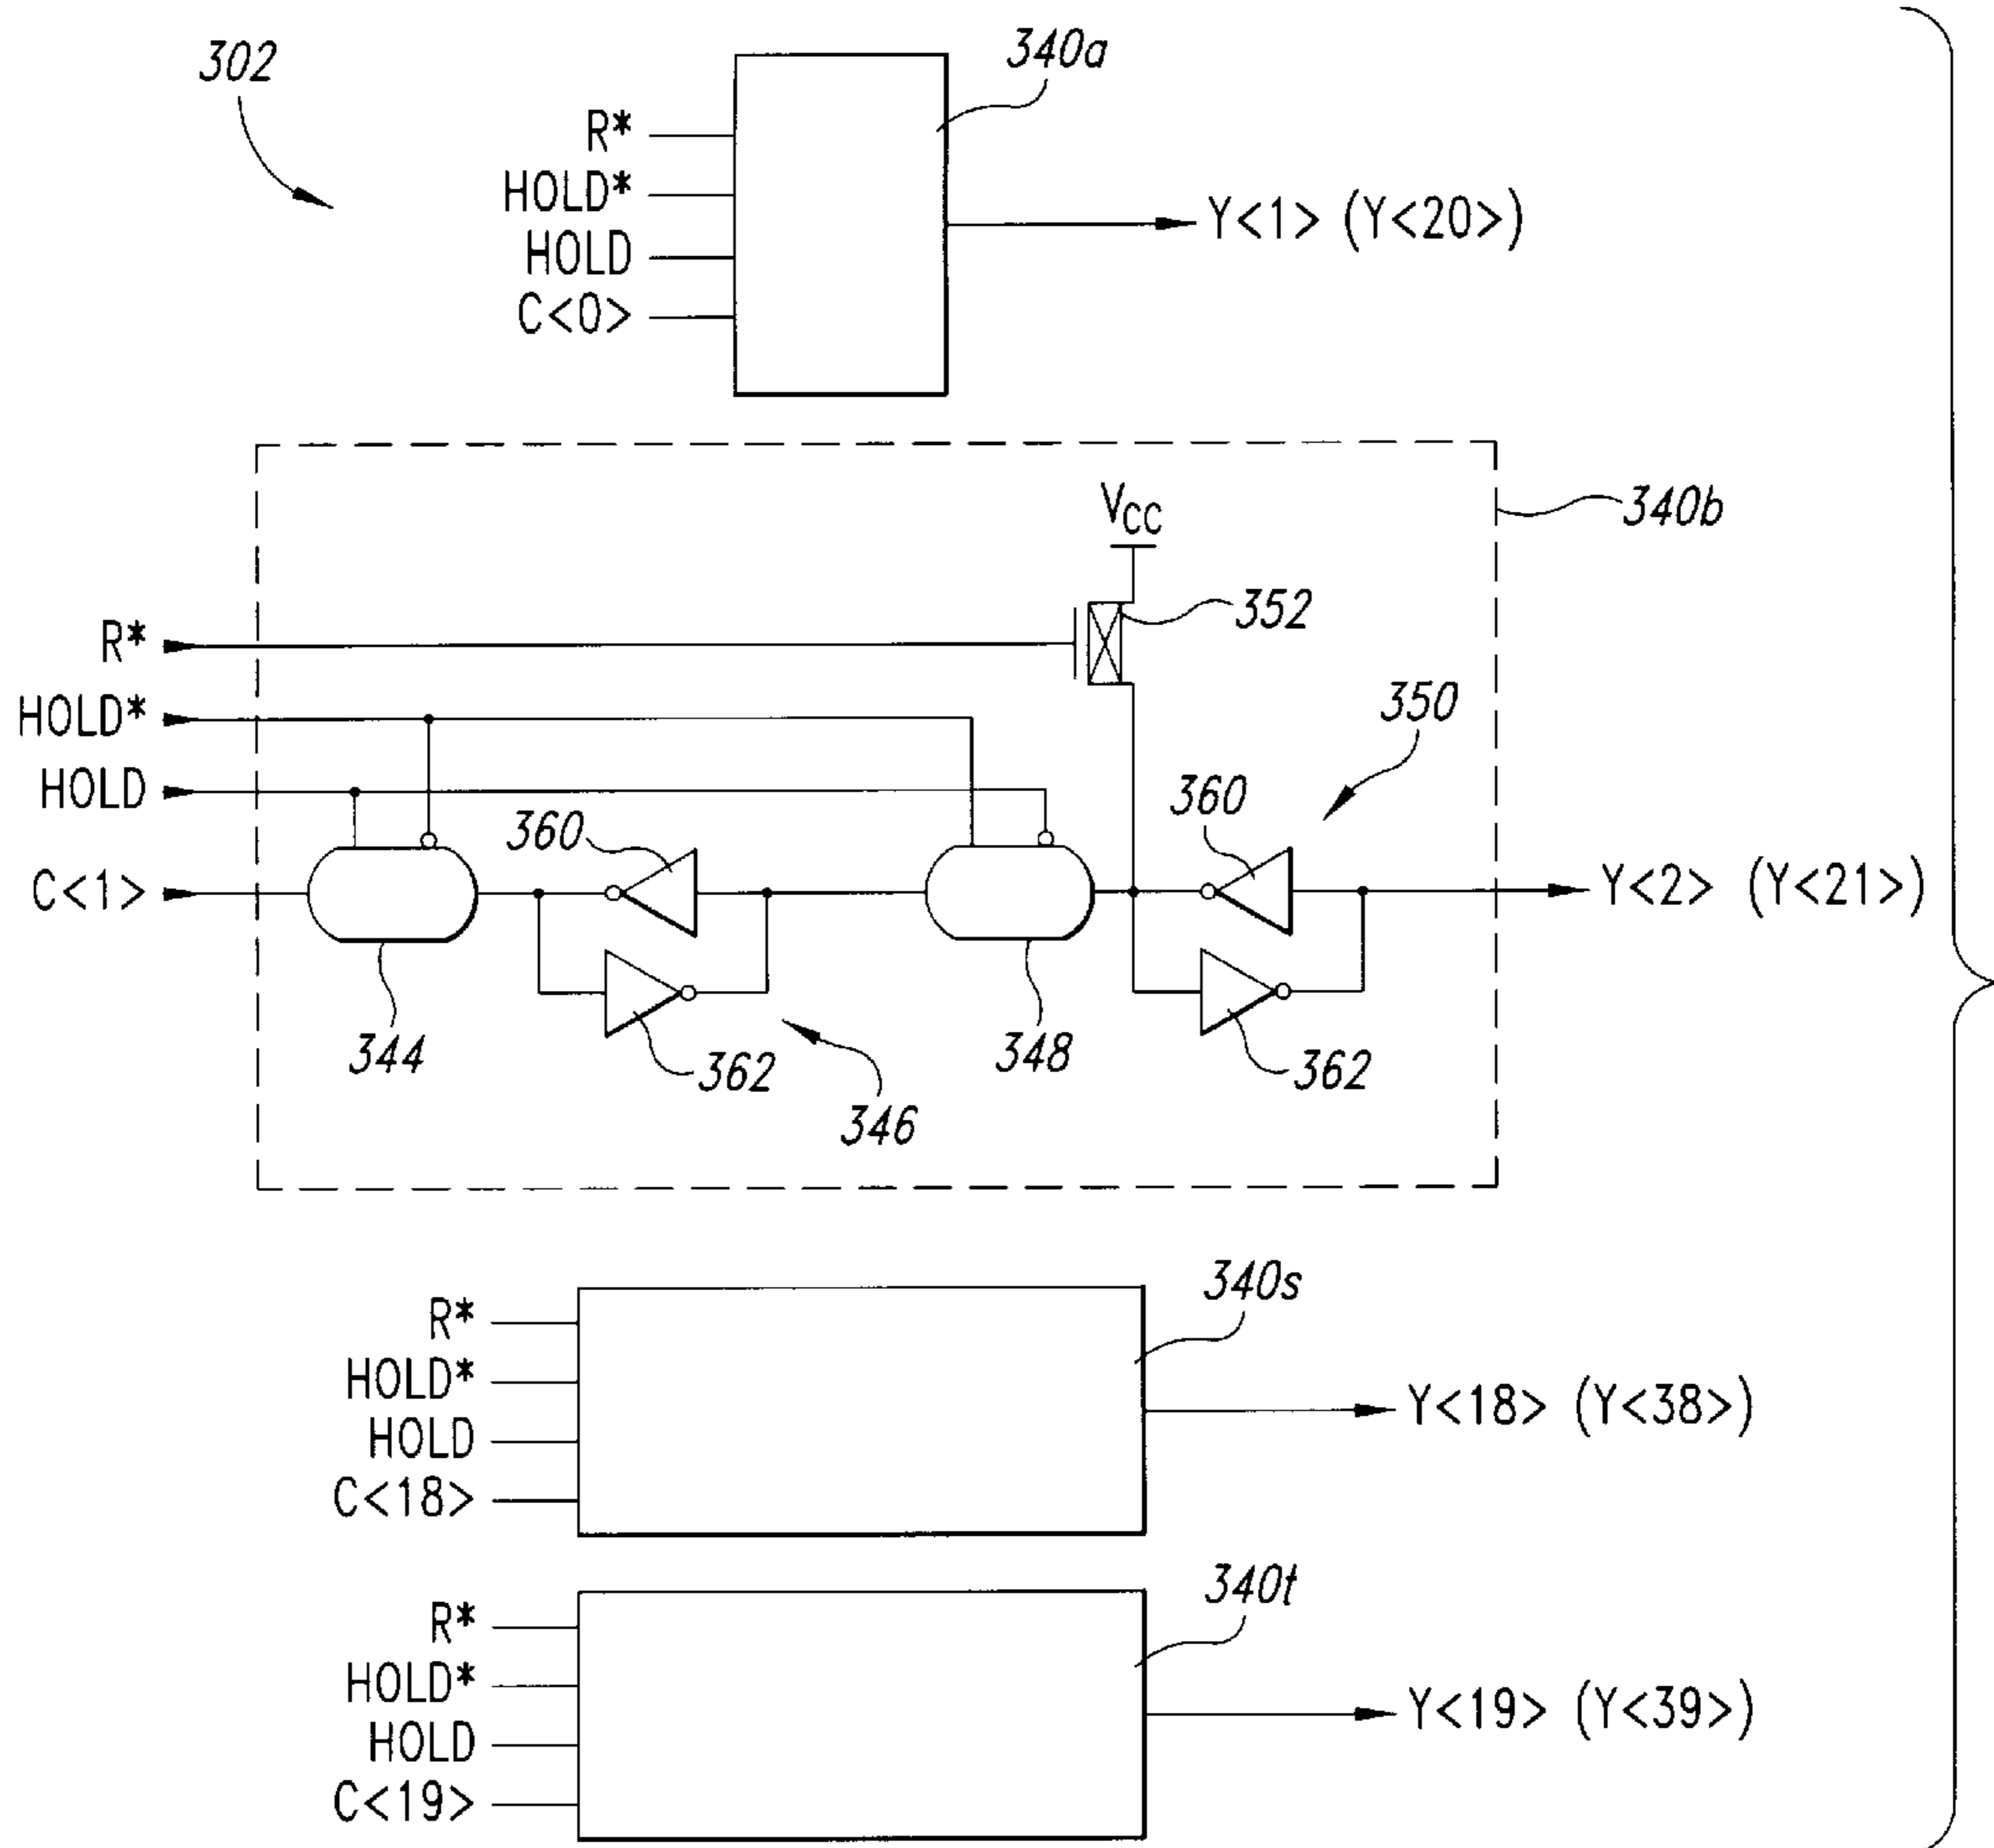 302
340a
R*
HOLD*
HOLD
C<0>
Y<1> (Y<20>)
340b
VCC
352
R*
HOLD*
HOLD
C<1>
350
360
360
Y<2> (Y<21>)
344
362
346
348
362
340s
R*
HOLD*
HOLD
C<18>
Y<18> (Y<38>)
340t
R*
HOLD*
HOLD
C<19>
Y<19> (Y<39>)